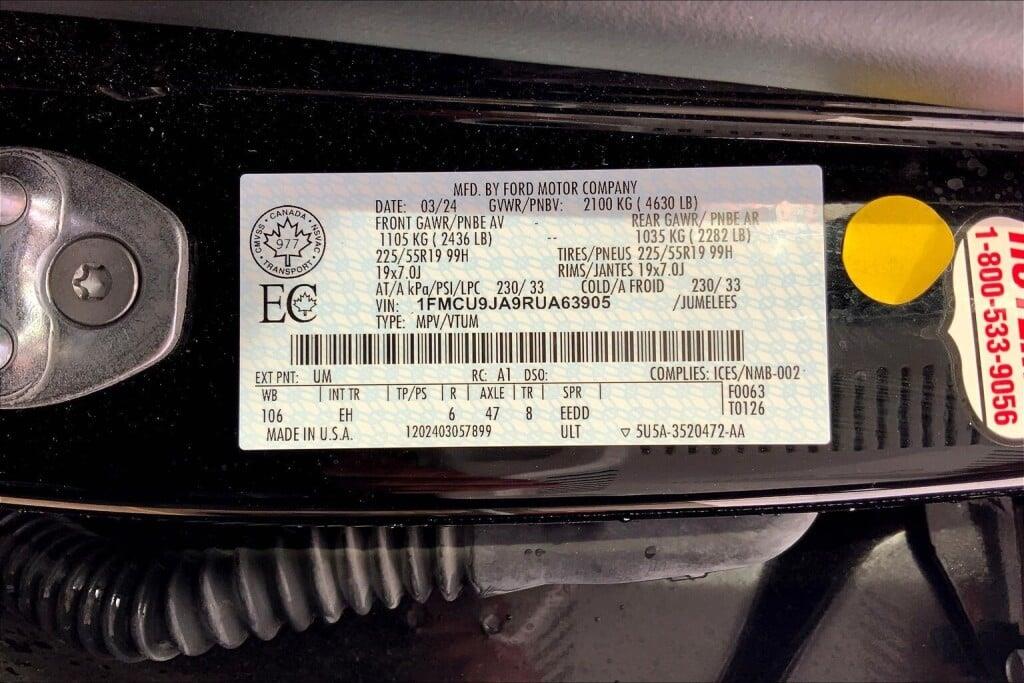 MFD. BY FORD MOTOR COMPANY
DATE: 03/24 GVWR/PNBV: 2100 KG ( 4630 LB)
FRONT GAWR/PNBE AV - REAR GAWR/ PNBE AR
1105 KG ( 2436 LB) -- 1035 KG ( 2282 LB)
225/55R19 99H TIRES/PNEUS 225/55R19 99H
19x7.0J RIMS/JANTES 19x7.0J
AT/A kPa/PSI/LPC 230/ 33 COLD/A FROID 230/ 33
VIN: 1FMCU9JA9RUA63905 /JUMELEES
TYPE: MPV/VTUM
CANADA
CMVSS · NSVAC
977
TRANSPORT
EC
EXT PNT: UM RC: A1 DSO: COMPLIES: ICES/NMB-002
WB INT TR TP/PS R AXLE TR SPR F0063
106 EH 6 47 8 EEDD T0126
MADE IN U.S.A. 1202403057899 ULT ▽ 5U5A-3520472-AA
1-800-533-9056